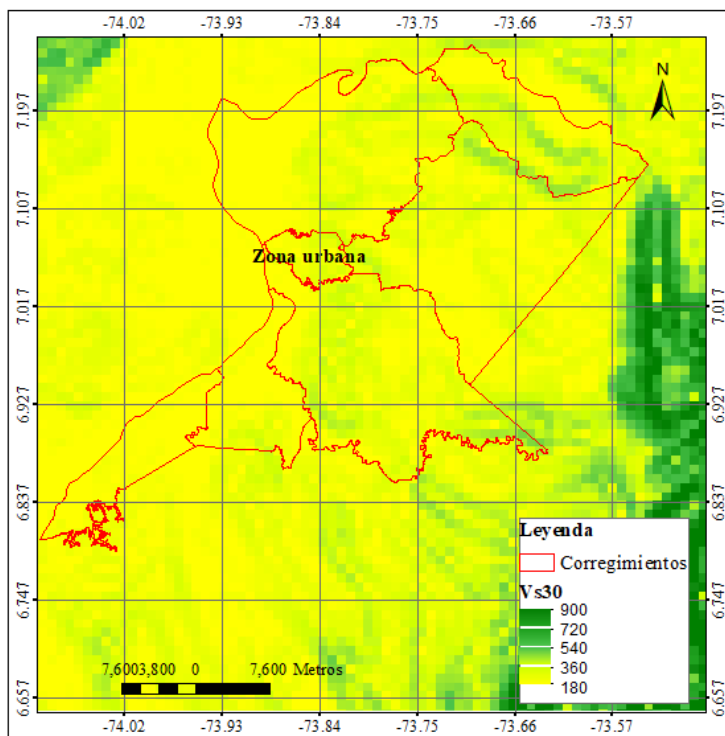 -74.02 -73.93 -73.84 -73.75 -73.66 -73.57
N
7.197 7.197
7.107 7.107
Zona urbana
7.017 7.017
6.927 6.927
6.837 6.837
Leyenda
Corregimientos
Vs30
900
720
540
360
180
6.747 6.747
7,6003,800 0 7,600 Metros
6.657 6.657
-74.02 -73.93 -73.84 -73.75 -73.66 -73.57